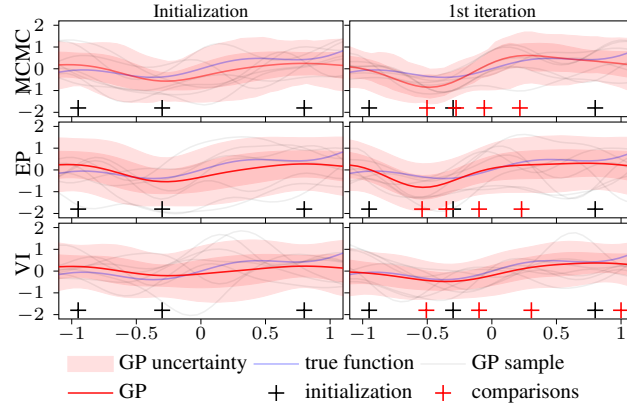 Initialization 1st iteration
MCMC
2
1
0
−1
−2
EP
2
1
0
−1
−2
VI
2
1
0
−1
−2
−1 −0.5 0 0.5 1 −1 −0.5 0 0.5 1
GP uncertainty true function GP sample
GP initialization comparisons